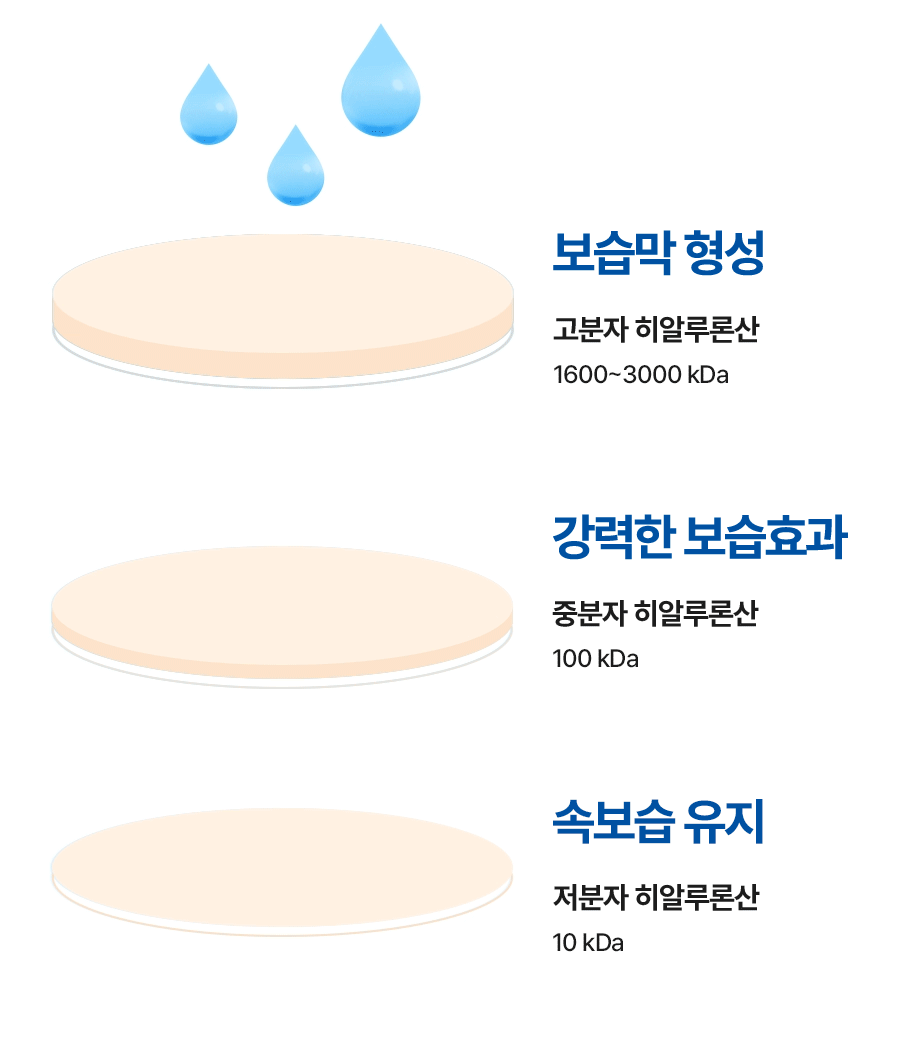 보습막 형성
고분자 히알루론산
1600~3000 kDa
강력한 보습효과
중분자 히알루론산
100 kDa
속보습 유지
저분자 히알루론산
10 kDa